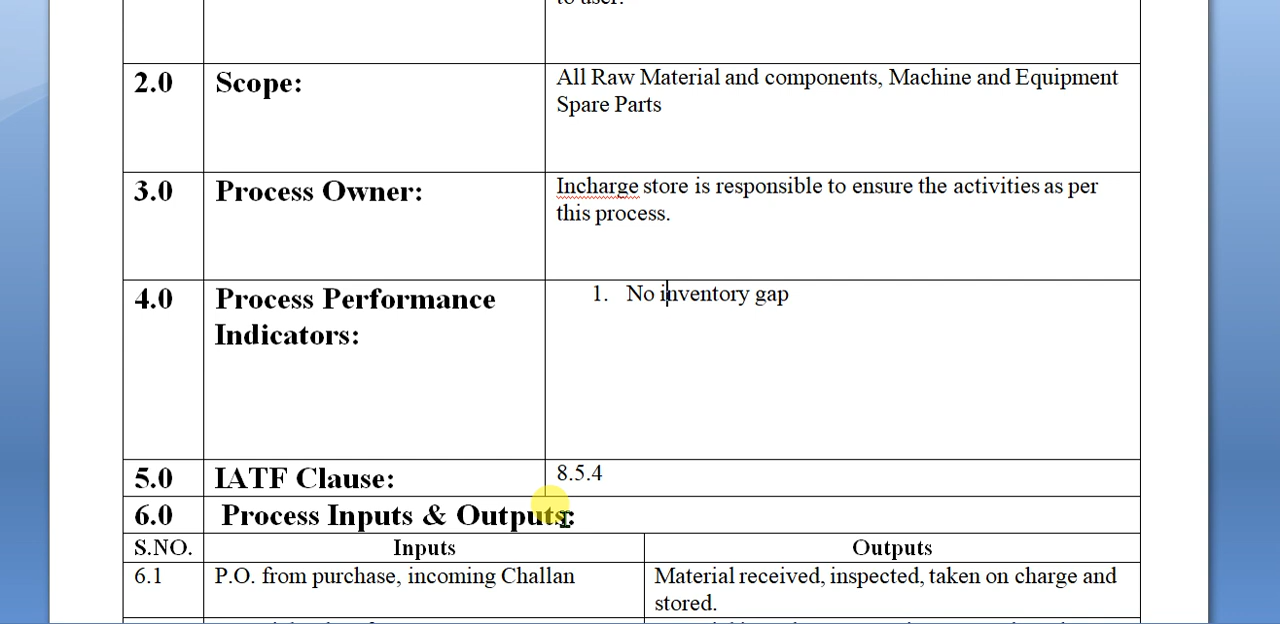 to user.
2.0 Scope: All Raw Material and components, Machine and Equipment
Spare Parts
3.0 Process Owner: Incharge store is responsible to ensure the activities as per
this process.
4.0 Process Performance 1. No inventory gap
Indicators:
5.0 IATF Clause: 8.5.4
6.0 Process Inputs & Outputs:
S.NO. Inputs Outputs
6.1 P.O. from purchase, incoming Challan Material received, inspected, taken on charge and
stored.